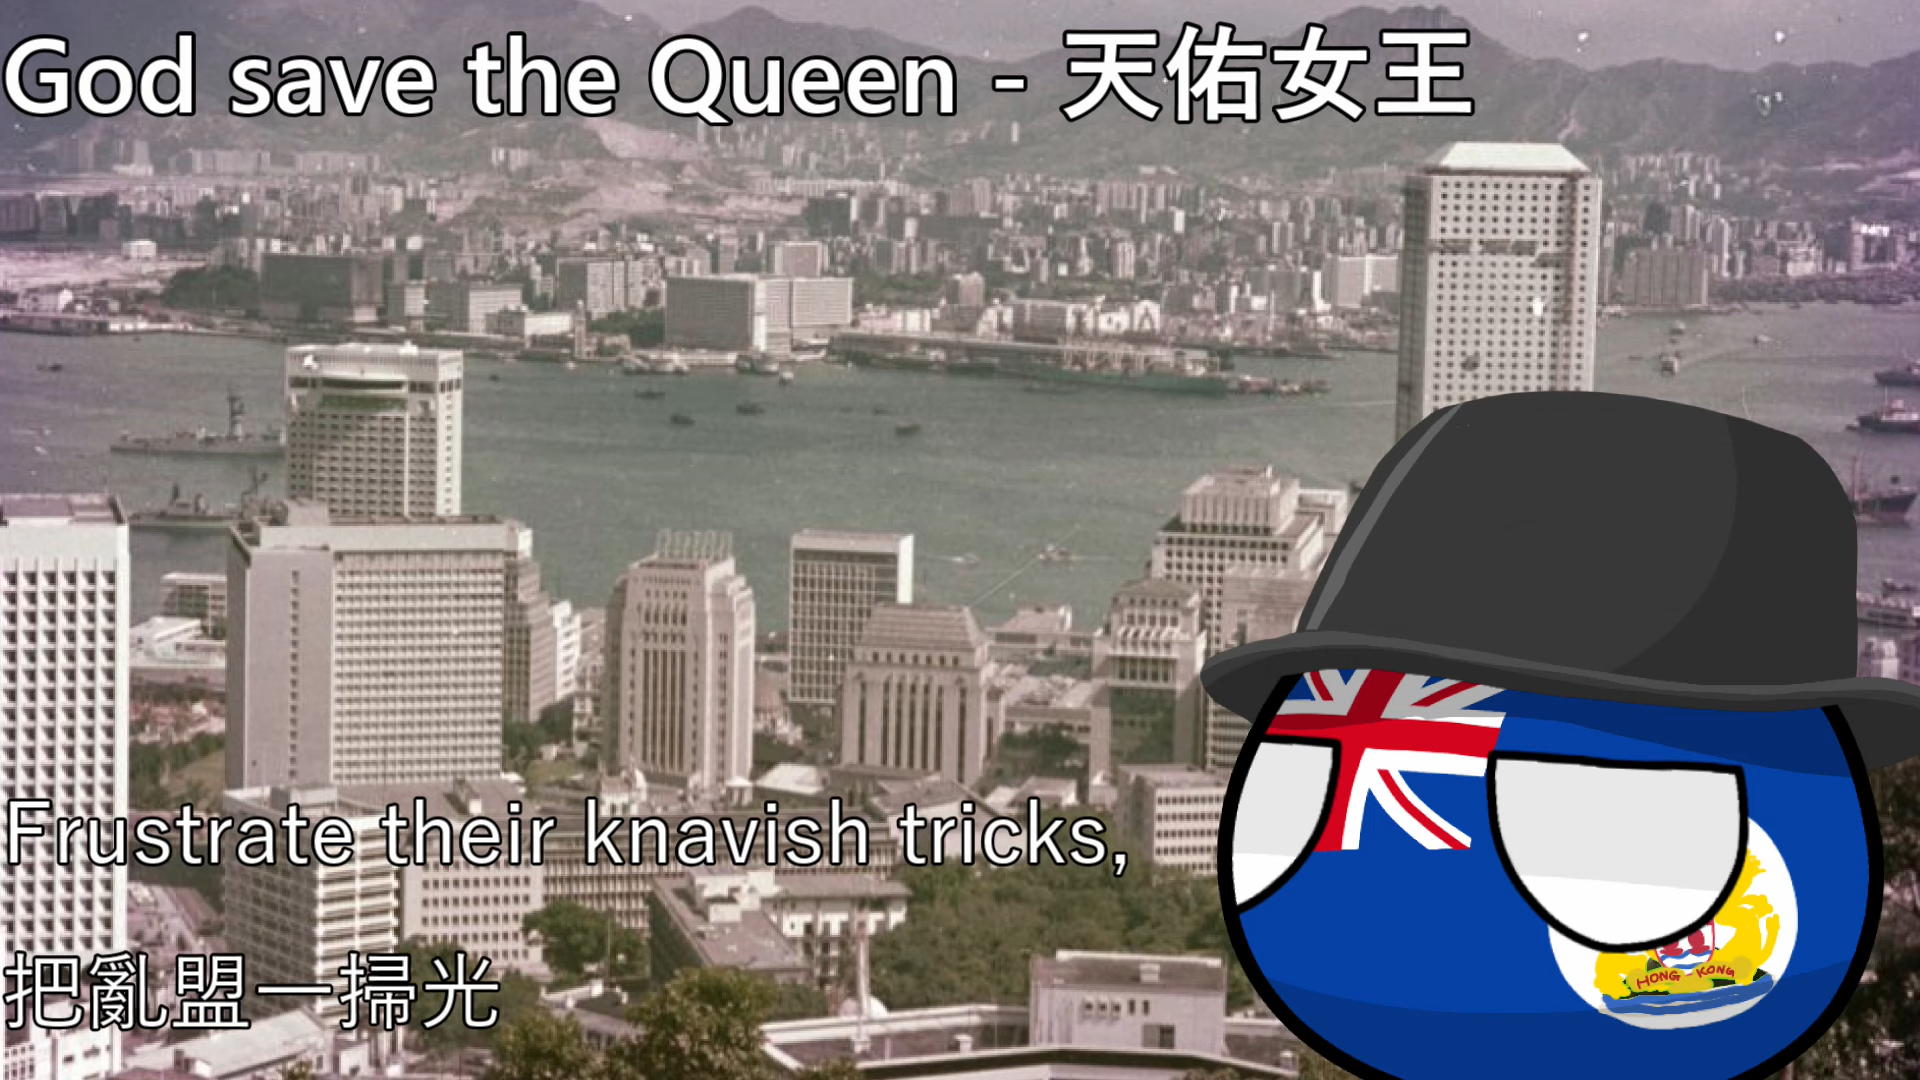 God save the Queen - 天佑女王
Frustrate their knavish tricks,
把亂盟一掃光
HONG KONG